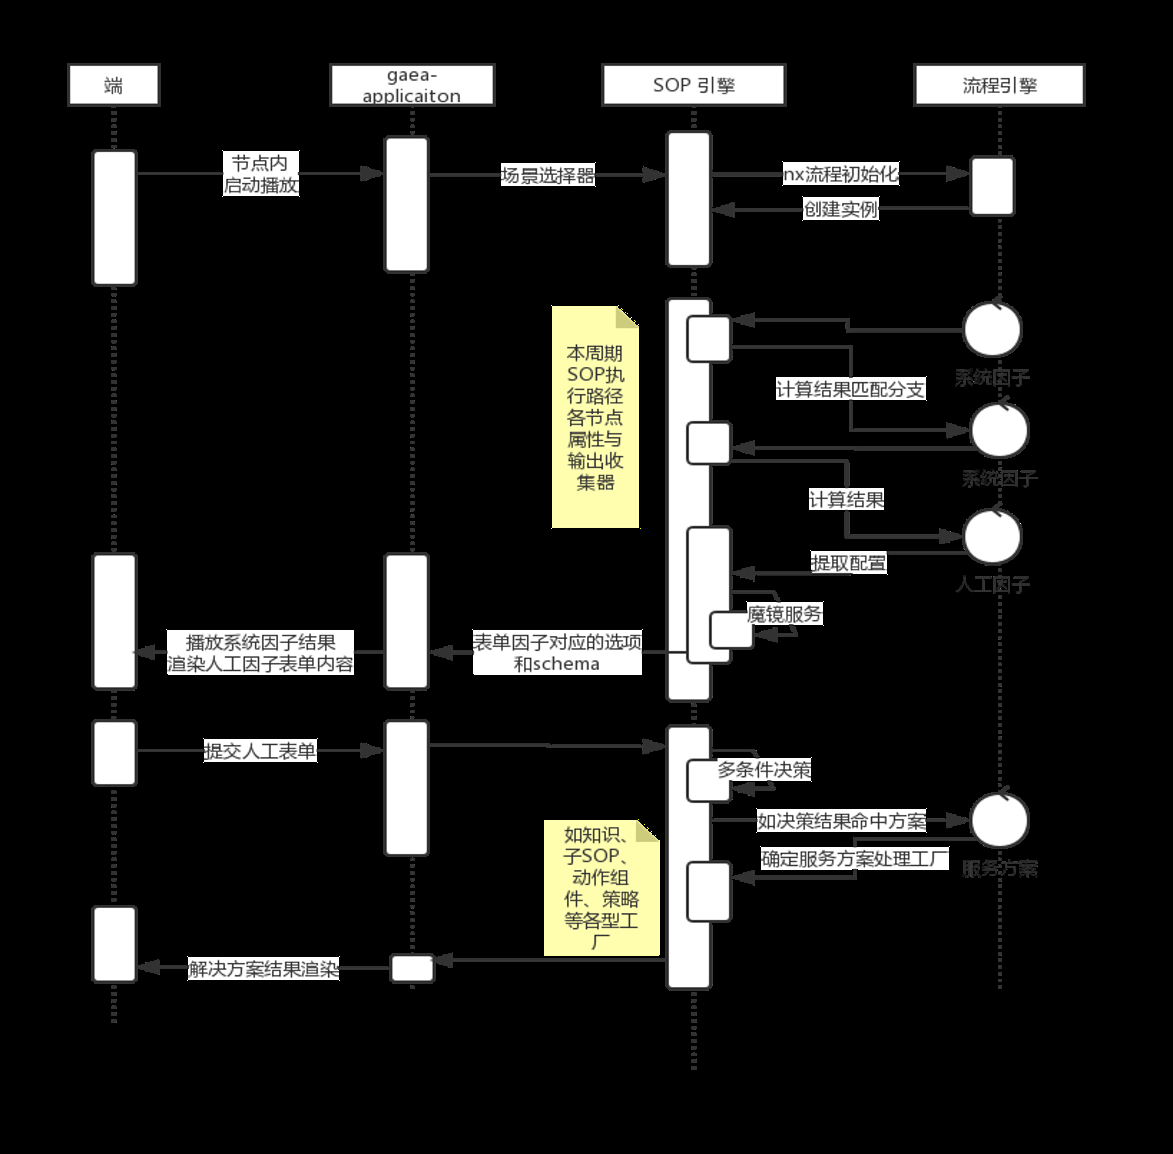 端
gaea-
applicaiton
SOP 引擎
流程引擎
节点内
启动播放
场景选择器
nx流程初始化
创建实例
本周期
SOP执
行路径
各节点
属性与
输出收
集器
系统因子
计算结果匹配分支
系统因子
计算结果
提取配置
人工因子
魔镜服务
播放系统因子结果
渲染人工因子表单内容
表单因子对应的选项
和schema
提交人工表单
多条件决策
如决策结果命中方案
如知识、
子SOP、
动作组
件、策略
等各型工
厂
确定服务方案处理工厂
服务方案
解决方案结果渲染